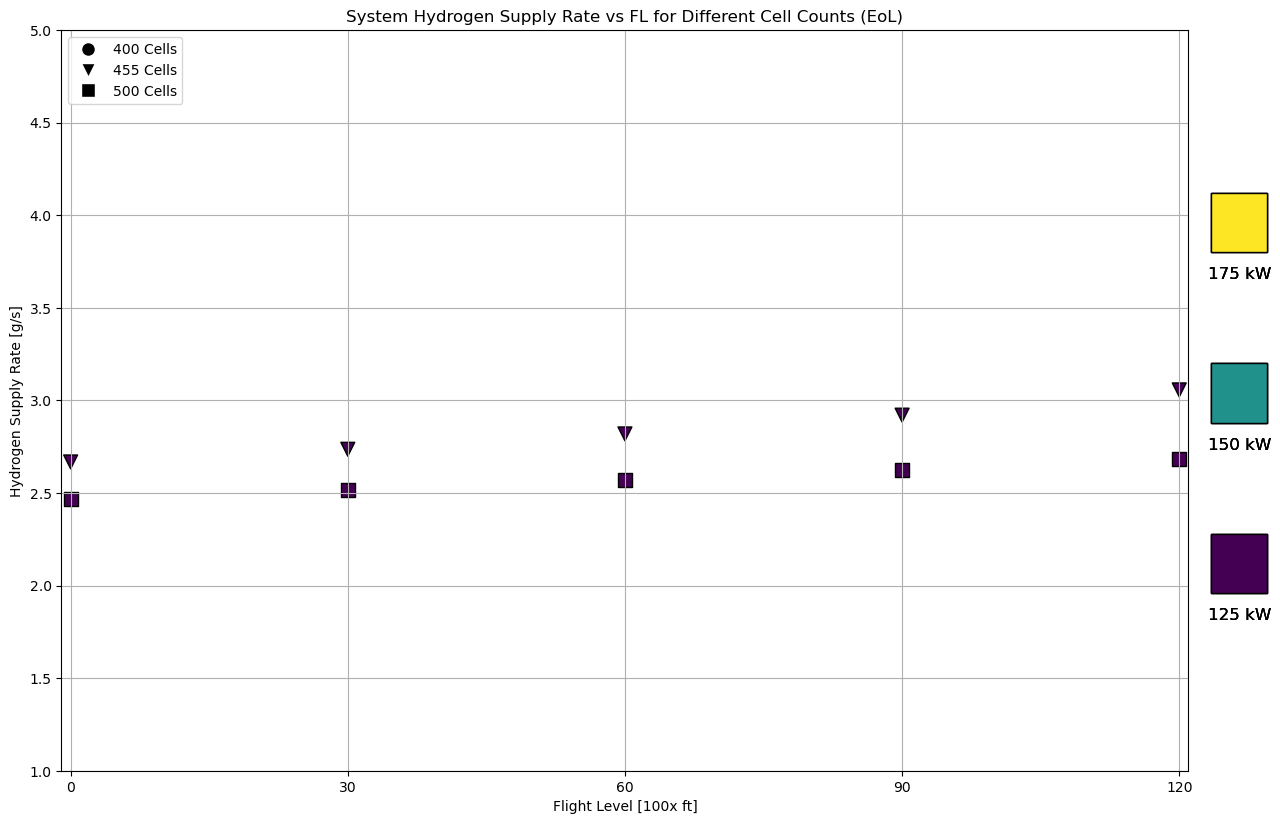 System Hydrogen Supply Rate vs FL for Different Cell Counts (EoL)
400 Cells
455 Cells
500 Cells
Hydrogen Supply Rate [g/s]
5.0
4.5
4.0
3.5
3.0
2.5
2.0
1.5
1.0
0
30
60
90
120
Flight Level [100x ft]
175 kW
150 kW
125 kW